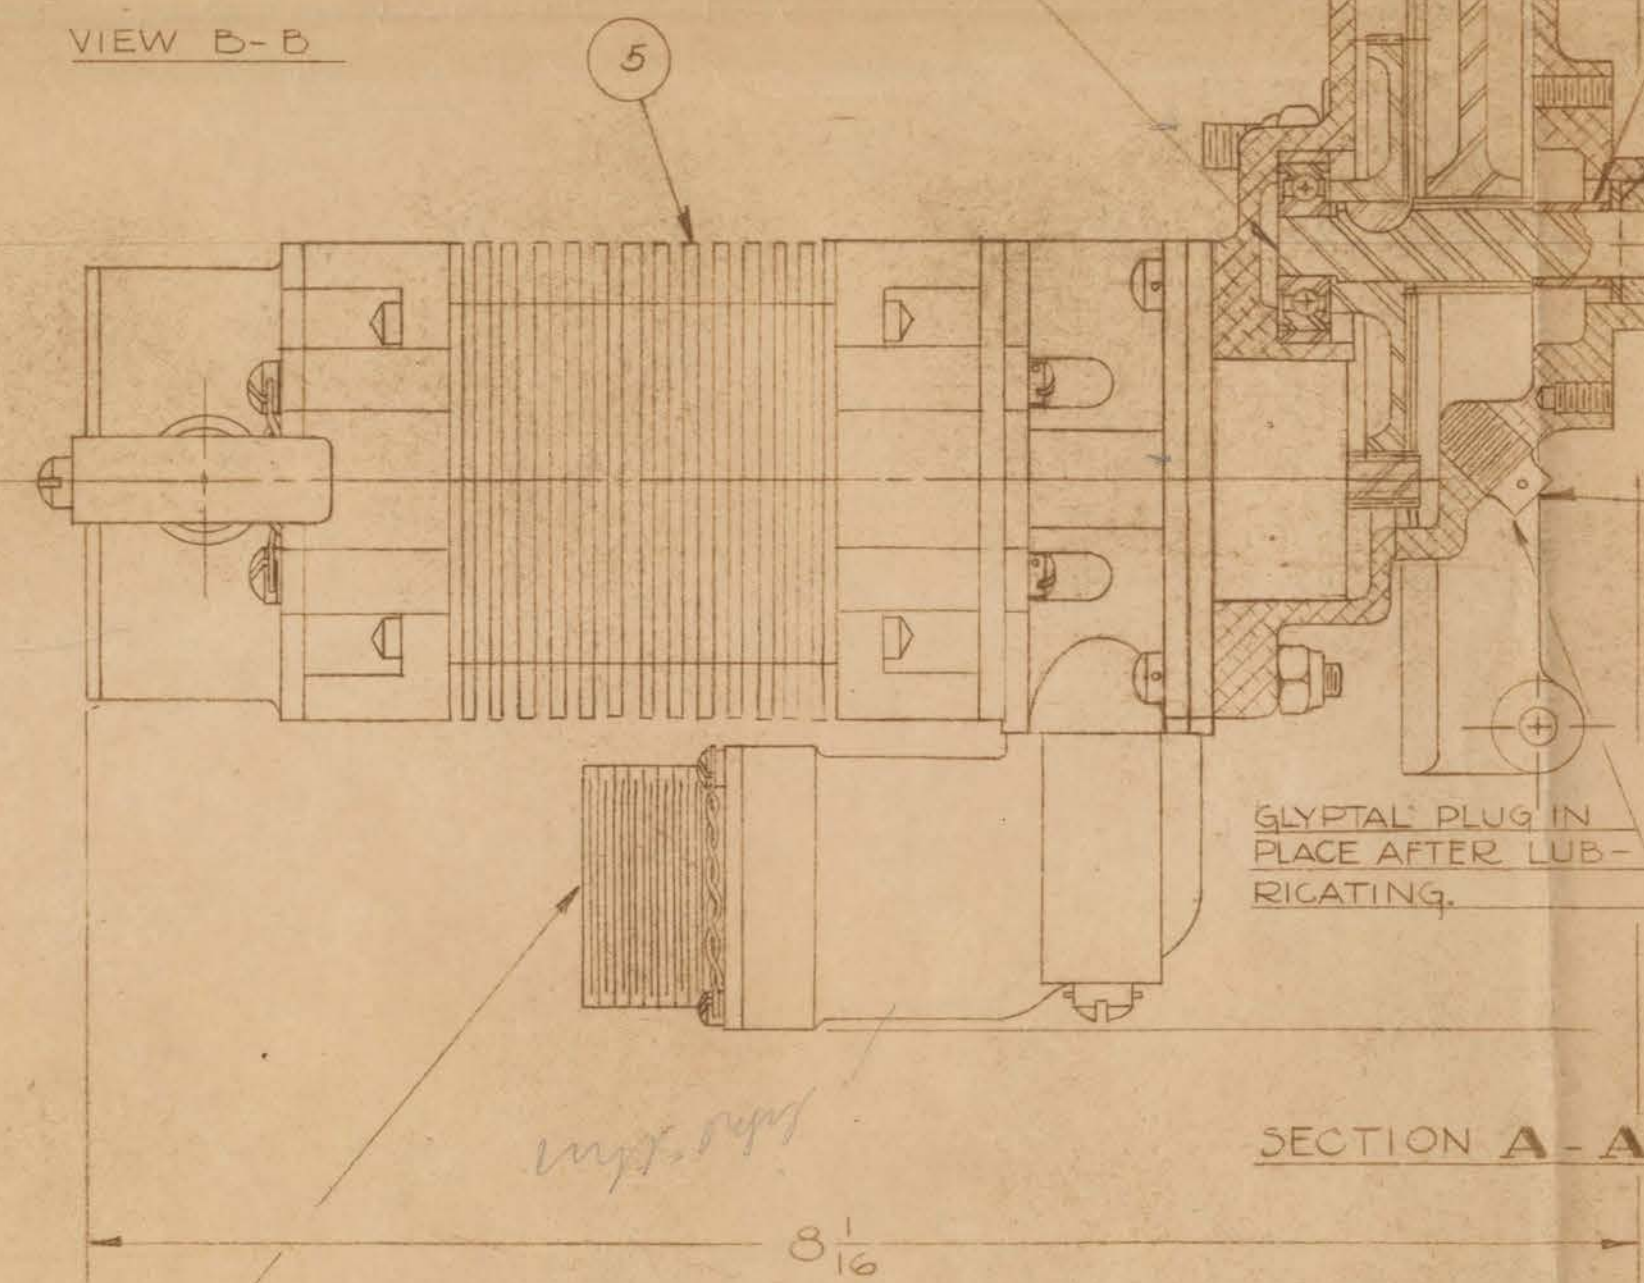 VIEW B-B
5
GLYPTAL PLUG IN
PLACE AFTER LUB-
RICATING.
SECTION A-A
8 1/16